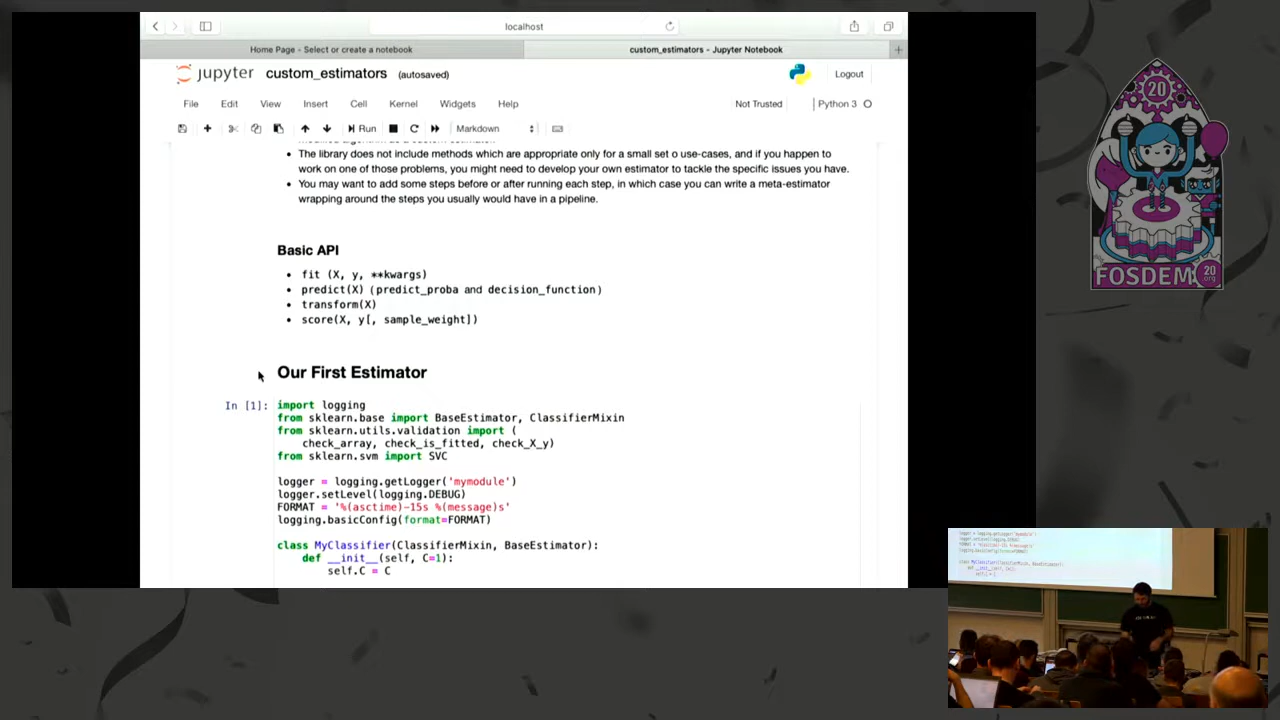 localhost
Home Page - Select or create a notebook
custom_estimators - Jupyter Notebook
jupyter custom_estimators (autosaved)
Logout
File Edit View Insert Cell Kernel Widgets Help
Not Trusted
Python 3
Run
Markdown
• The library does not include methods which are appropriate only for a small set o use-cases, and if you happen to
work on one of those problems, you might need to develop your own estimator to tackle the specific issues you have.
• You may want to add some steps before or after running each step, in which case you can write a meta-estimator
wrapping around the steps you usually would have in a pipeline.
Basic API
• fit (X, y, **kwargs)
• predict(X) (predict_proba and decision_function)
• transform(X)
• score(X, y[, sample_weight])
Our First Estimator
In [1]: import logging
from sklearn.base import BaseEstimator, ClassifierMixin
from sklearn.utils.validation import (
check_array, check_is_fitted, check_X_y)
from sklearn.svm import SVC
logger = logging.getLogger('mymodule')
logger.setLevel(logging.DEBUG)
FORMAT = '%(asctime)-15s %(message)s'
logging.basicConfig(format=FORMAT)
class MyClassifier(ClassifierMixin, BaseEstimator):
def __init__(self, C=1):
self.C = C
20
FOSDEM 20
.org